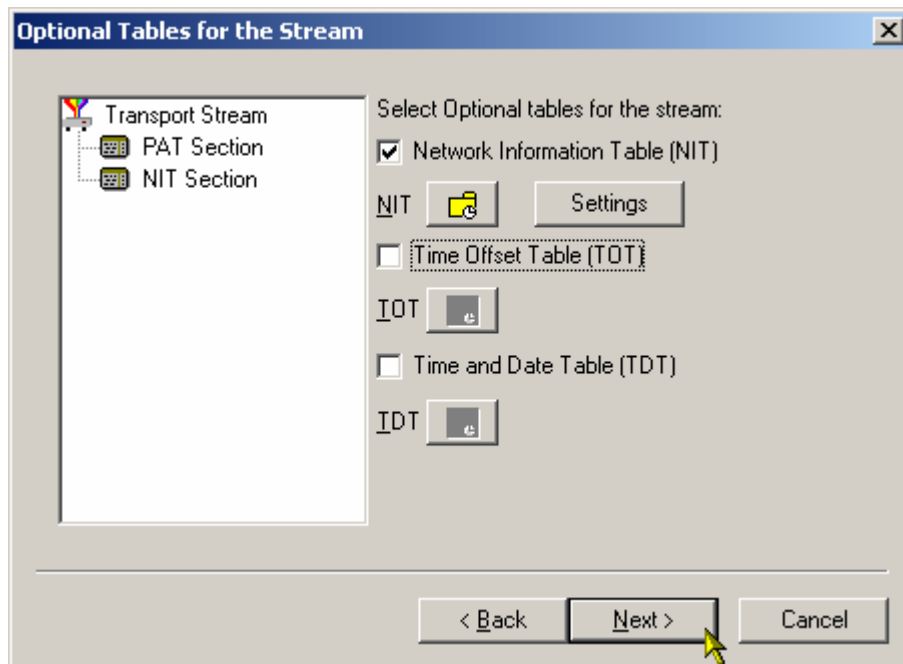 Optional Tables for the Stream
Transport Stream
PAT Section
NIT Section
Select Optional tables for the stream:
Network Information Table (NIT)
NIT
Settings
Time Offset Table (TOT)
TOT
Time and Date Table (TDT)
TDT
< Back
Next >
Cancel